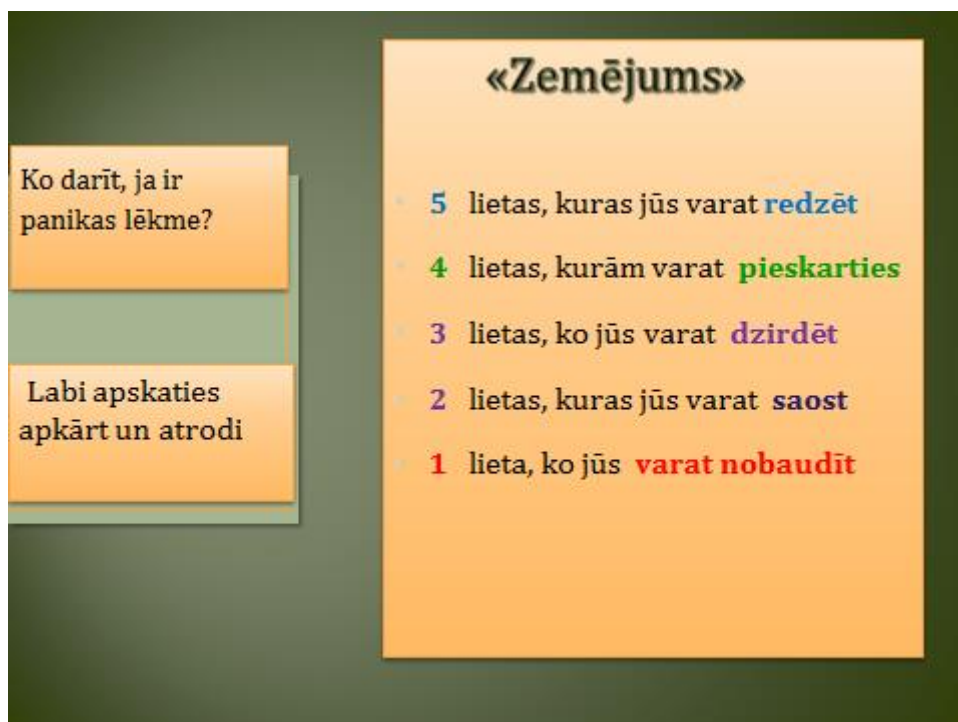 Ko darīt, ja ir
panikas lēkme?
Labi apskaties
apkārt un atrodi
«Zemējums»
5 lietas, kuras jūs varat redzēt
4 lietas, kurām varat pieskarties
3 lietas, ko jūs varat dzirdēt
2 lietas, kuras jūs varat saost
1 lieta, ko jūs varat nobaudīt